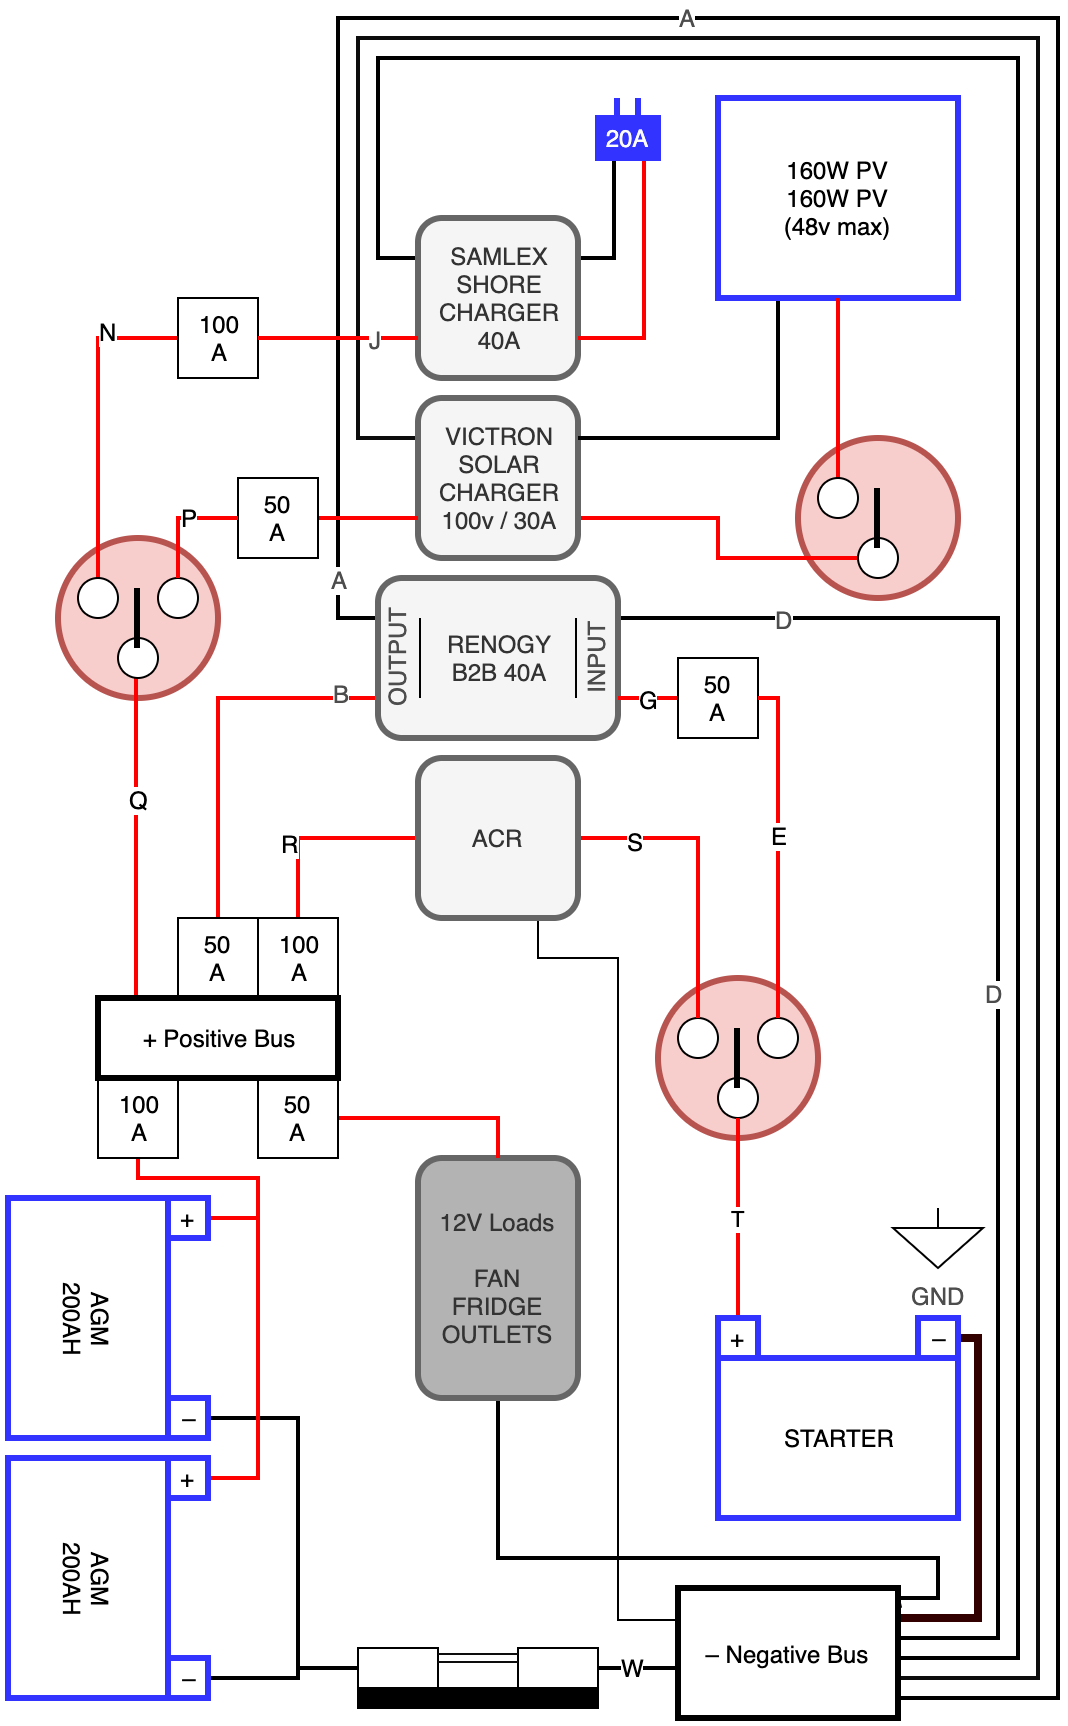 A
20A
160W PV
160W PV
(48v max)
SAMLEX
SHORE
CHARGER
40A
N
100
A
J
VICTRON
SOLAR
CHARGER
100v / 30A
P
50
A
A
OUTPUT
RENOGY
B2B 40A
INPUT
D
B
G
50
A
Q
R
ACR
S
E
50
A
100
A
D
+ Positive Bus
100
A
50
A
+
AGM
200AH
–
12V Loads
FAN
FRIDGE
OUTLETS
T
GND
+
–
STARTER
+
AGM
200AH
–
W
– Negative Bus